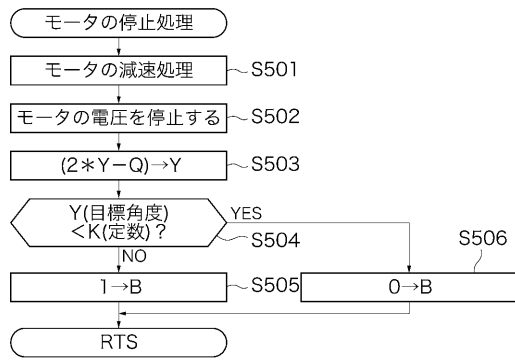 モータの停止処理
モータの減速処理
S501
モータの電圧を停止する
S502
(2＊Y－Q)→Y
S503
Y(目標角度)
＜K(定数)？
YES
S504
NO
S506
1→B
S505
0→B
RTS